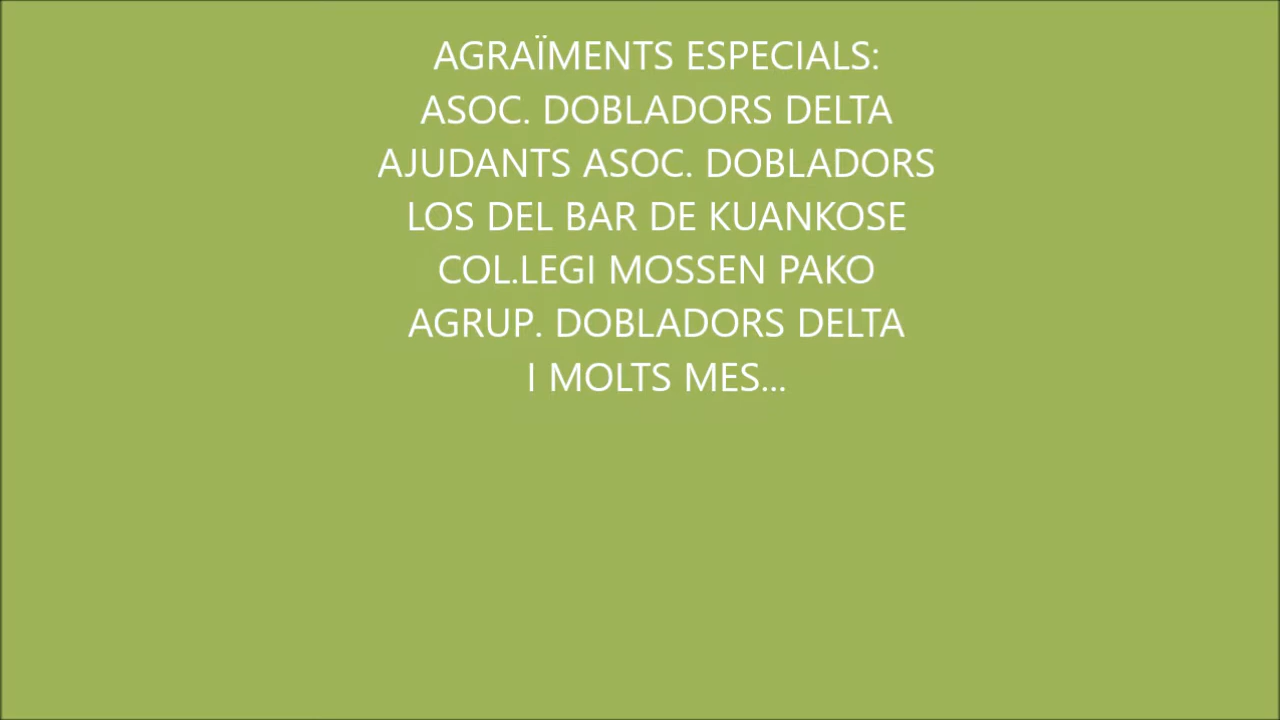 AGRAÏMENTS ESPECIALS:
ASOC. DOBLADORS DELTA
AJUDANTS ASOC. DOBLADORS
LOS DEL BAR DE KUANKOSE
COL.LEGI MOSSEN PAKO
AGRUP. DOBLADORS DELTA
I MOLTS MES...